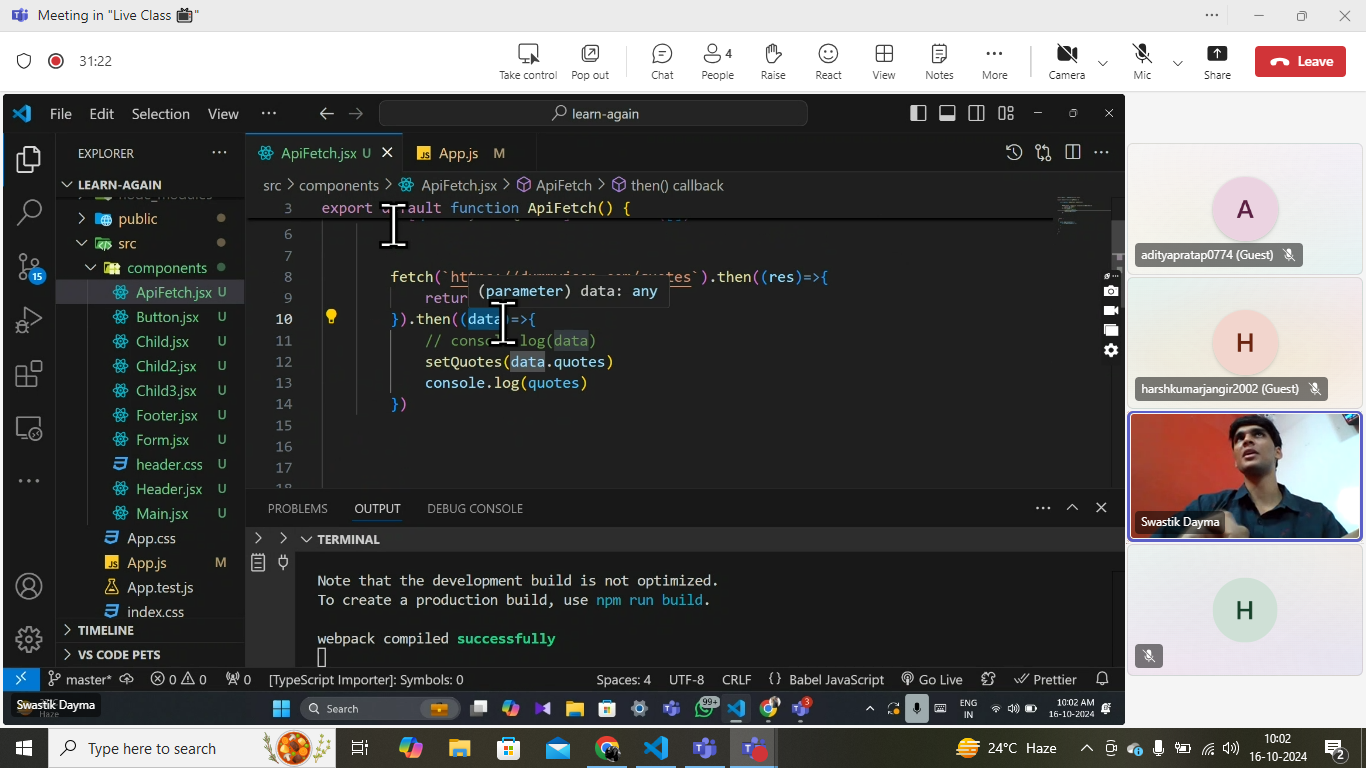 Meeting in "Live Class 📺"
31:22
Take control
Pop out
Chat
4
People
Raise
React
View
Notes
More
Camera
Mic
Share
Leave
File Edit Selection View
learn-again
EXPLORER
ApiFetch.jsx U
App.js M
LEARN-AGAIN
src > components > ApiFetch.jsx > ApiFetch > then() callback
public
src
components
ApiFetch.jsx U
Button.jsx U
Child.jsx U
Child2.jsx U
Child3.jsx U
Footer.jsx U
Form.jsx U
header.css U
Header.jsx U
Main.jsx U
App.css
App.js M
App.test.js
index.css
TIMELINE
VS CODE PETS
15
3 export default function ApiFetch() {
6
7
8 fetch(`https://dummyjson.com/quotes`).then((res)=>{
(parameter) data: any
9 retur
10 }).then((data)=>{
11 // console.log(data)
12 setQuotes(data.quotes)
13 console.log(quotes)
14 })
15
16
17
PROBLEMS OUTPUT DEBUG CONSOLE
TERMINAL
Note that the development build is not optimized.
To create a production build, use npm run build.
webpack compiled successfully
master* 0 0 0 [TypeScript Importer]: Symbols: 0 Spaces: 4 UTF-8 CRLF {} Babel JavaScript Go Live Prettier
Swastik Dayma
Haze
Search
99+
3
ENG
IN
10:02 AM
16-10-2024
A
adityapratap0774 (Guest)
H
harshkumarjangir2002 (Guest)
Swastik Dayma
H
Type here to search
24°C Haze
10:02
16-10-2024
2